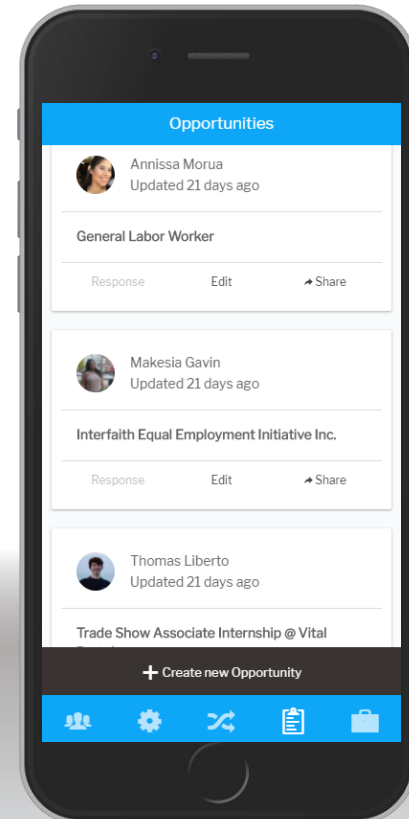 Opportunities
Annissa Morua
Updated 21 days ago
General Labor Worker
Response Edit Share
Makesia Gavin
Updated 21 days ago
Interfaith Equal Employment Initiative Inc.
Response Edit Share
Thomas Liberto
Updated 21 days ago
Trade Show Associate Internship @ Vital
+ Create new Opportunity